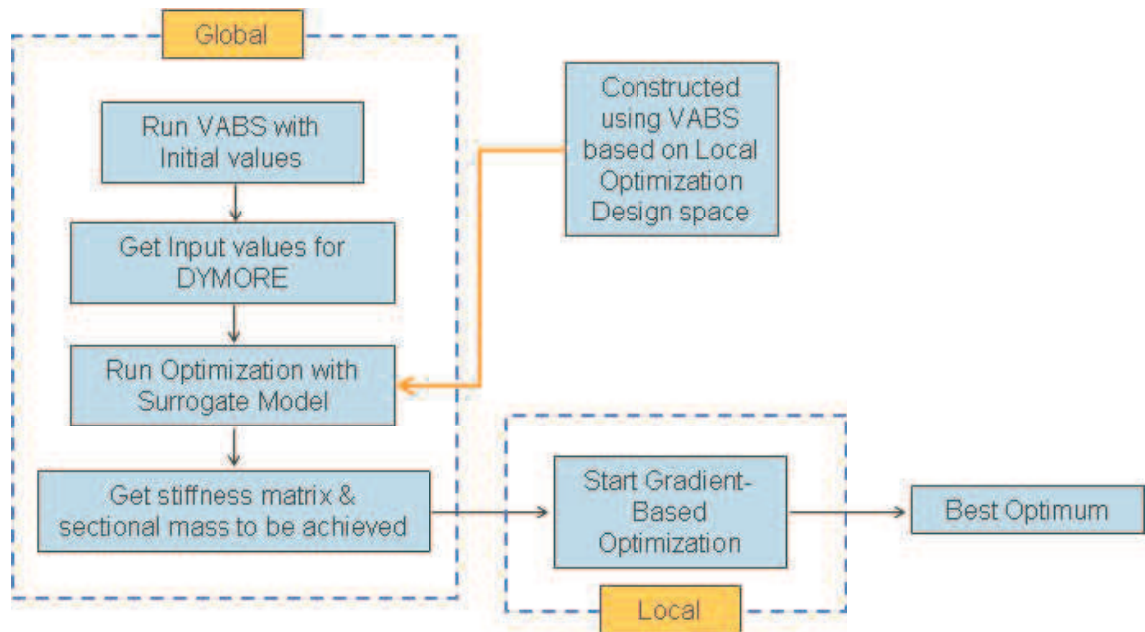 Global
Run VABS with
Initial values
Get Input values for
DYMORE
Run Optimization with
Surrogate Model
Get stiffness matrix &
sectional mass to be achieved
Constructed
using VABS
based on Local
Optimization
Design space
Start Gradient-
Based
Optimization
Local
Best Optimum